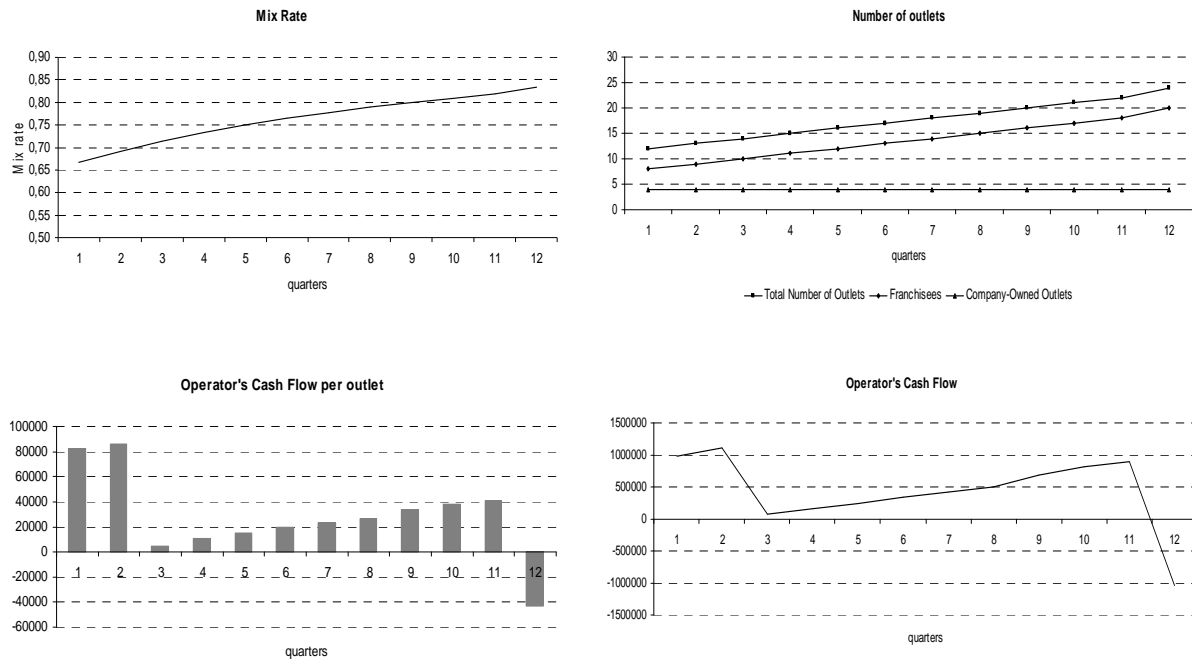 Mix Rate
0,90
0,85
0,80
0,75
0,70
0,65
0,60
0,55
0,50
Mix rate
1 2 3 4 5 6 7 8 9 10 11 12
quarters
Number of outlets
30
25
20
15
10
5
0
1 2 3 4 5 6 7 8 9 10 11 12
quarters
Total Number of Outlets Franchisees Company-Owned Outlets
Operator's Cash Flow per outlet
100000
80000
60000
40000
20000
0
-20000
-40000
-60000
1 2 3 4 5 6 7 8 9 10 11 12
quarters
Operator's Cash Flow
1500000
1000000
500000
0
-500000
-1000000
-1500000
1 2 3 4 5 6 7 8 9 10 11 12
quarters